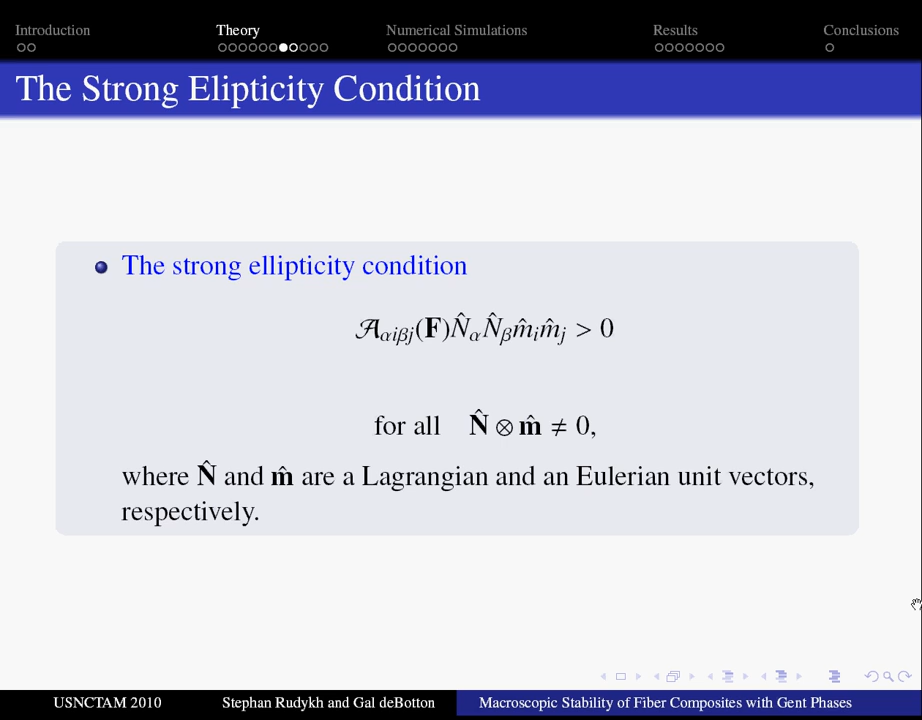 Introduction Theory Numerical Simulations Results Conclusions
The Strong Elipticity Condition
The strong ellipticity condition
𝒜αiβj(𝐅)N̂αN̂βm̂im̂j > 0
for all 𝐍̂ ⊗ 𝐦̂ ≠ 0,
where 𝐍̂ and 𝐦̂ are a Lagrangian and an Eulerian unit vectors,
respectively.
USNCTAM 2010 Stephan Rudykh and Gal deBotton Macroscopic Stability of Fiber Composites with Gent Phases